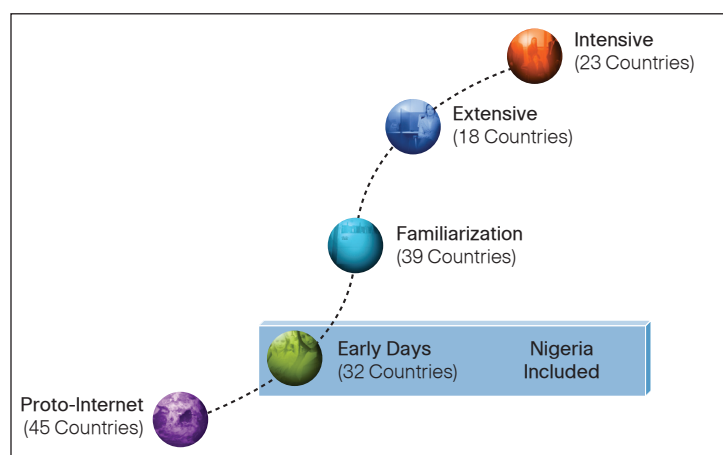 Intensive
(23 Countries)
Extensive
(18 Countries)
Familiarization
(39 Countries)
Early Days
(32 Countries)
Nigeria
Included
Proto-Internet
(45 Countries)